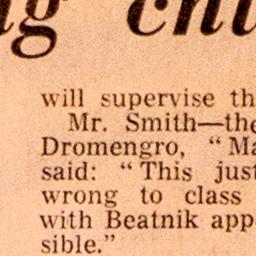 will supervise th
Mr. Smith—the
Dromengro, "Ma
said: "This just
wrong to class
with Beatnik app
sible."